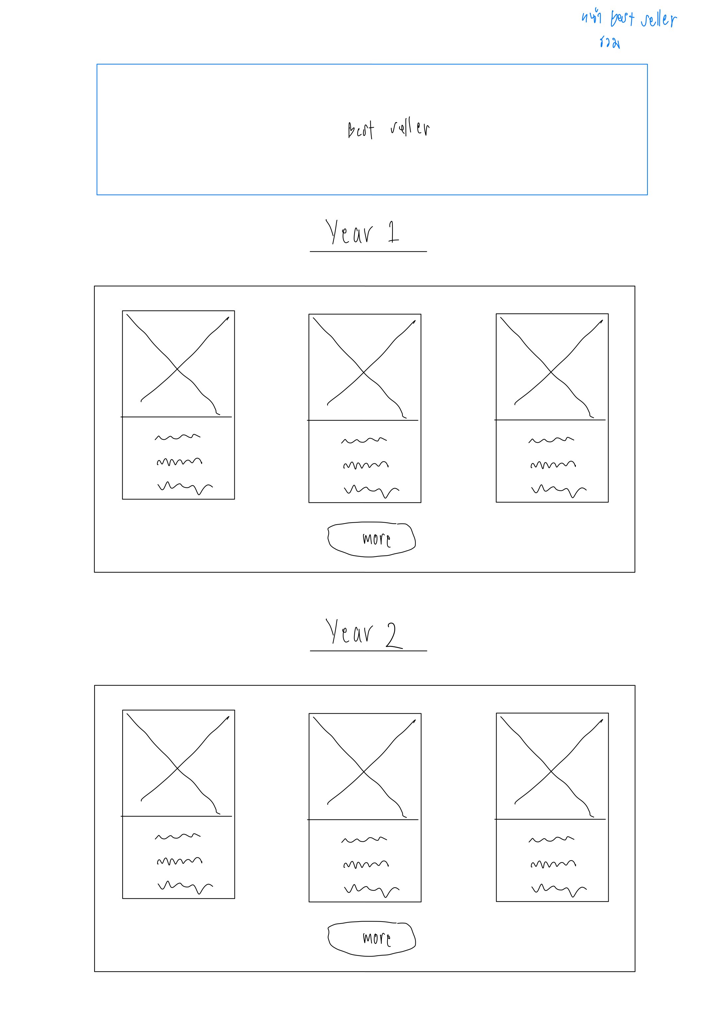 หน้า Best seller
รวม
Best seller
Year 1
more
Year 2
more